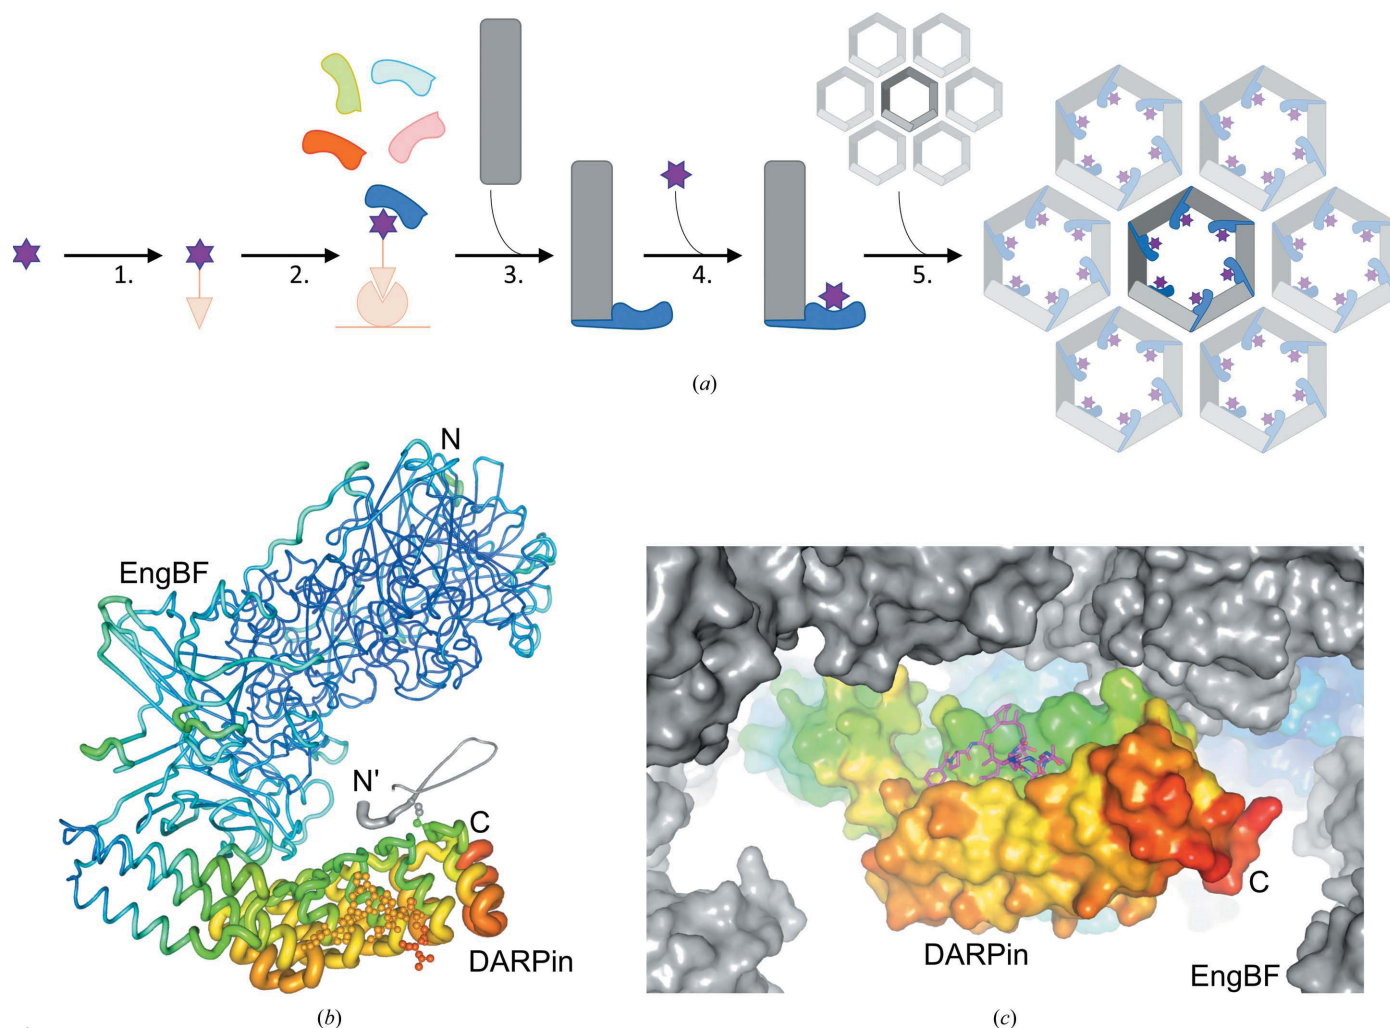 1.
2.
3.
4.
5.
(a)
N
EngBF
N'
C
DARPin
(b)
C
DARPin
EngBF
(c)